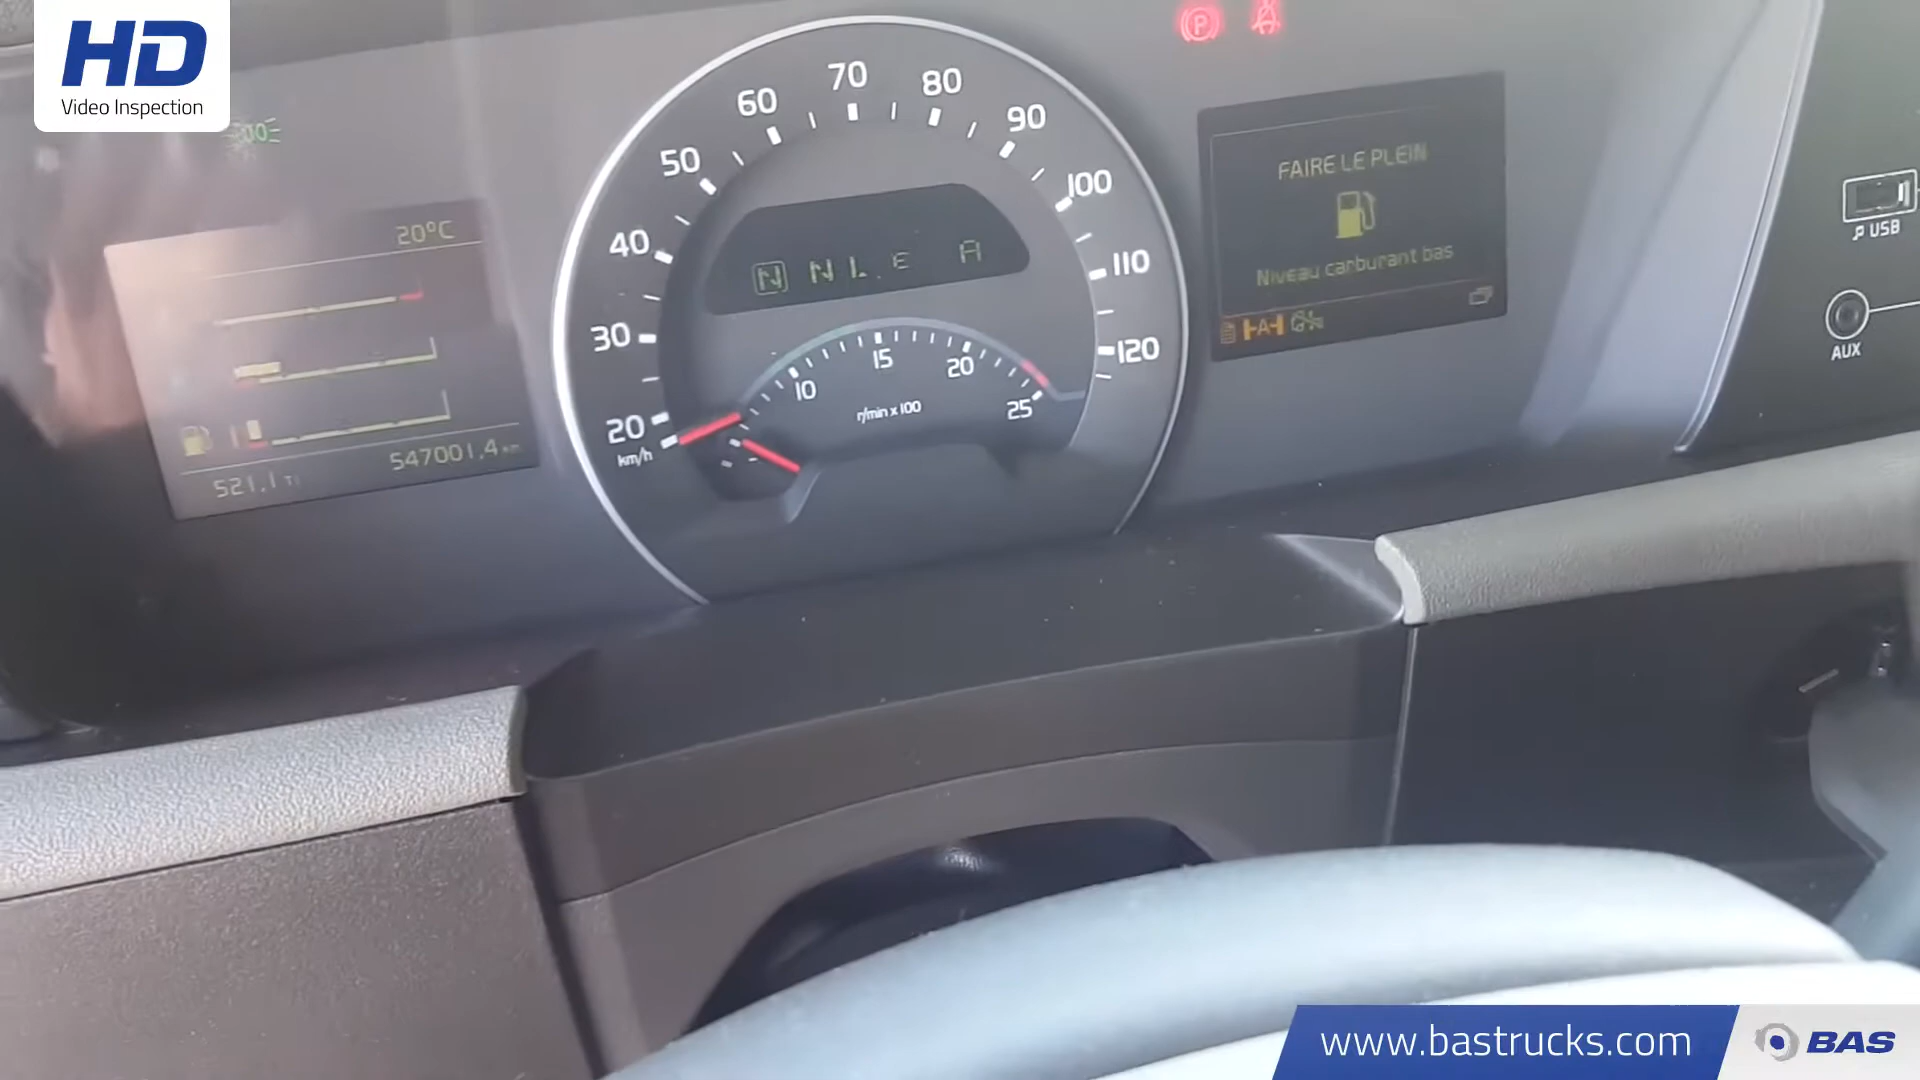 HD
Video Inspection
20°C
547001,4 km
521,1
70
60
80
50
90
40
100
30
110
20
120
km/h
N N L E A
10
15
20
25
r/min x 100
P
FAIRE LE PLEIN
Niveau carburant bas
A
USB
AUX
www.bastrucks.com
BAS